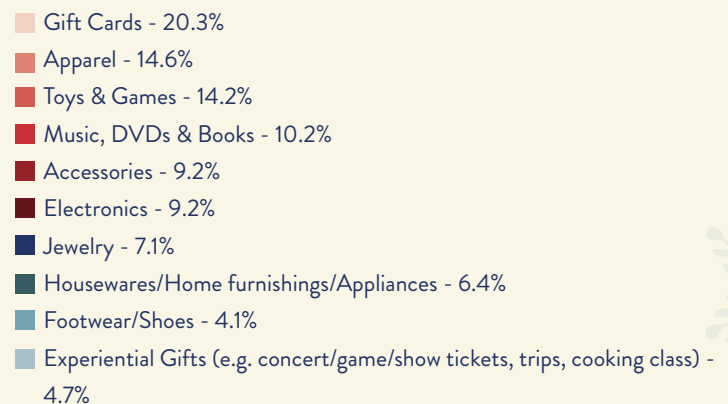 Gift Cards - 20.3%
Apparel - 14.6%
Toys & Games - 14.2%
Music, DVDs & Books - 10.2%
Accessories - 9.2%
Electronics - 9.2%
Jewelry - 7.1%
Housewares/Home furnishings/Appliances - 6.4%
Footwear/Shoes - 4.1%
Experiential Gifts (e.g. concert/game/show tickets, trips, cooking class) -
4.7%